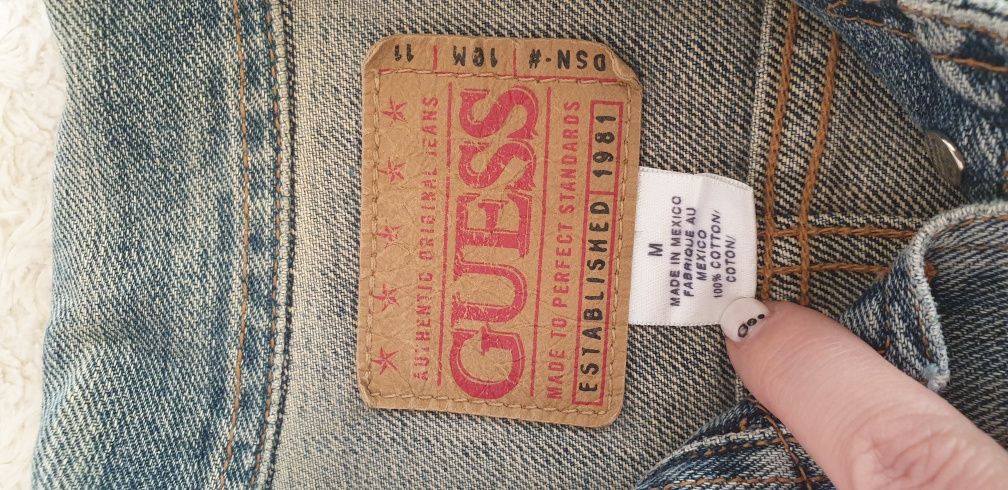 AUTHENTIC ORIGINAL JEANS
GUESS
MADE TO PERFECT STANDARDS
ESTABLISHED 1981
DSN-# 10M 11
M
MADE IN MEXICO
FABRIQUE AU
MEXICO
100% COTTON/
COTON/